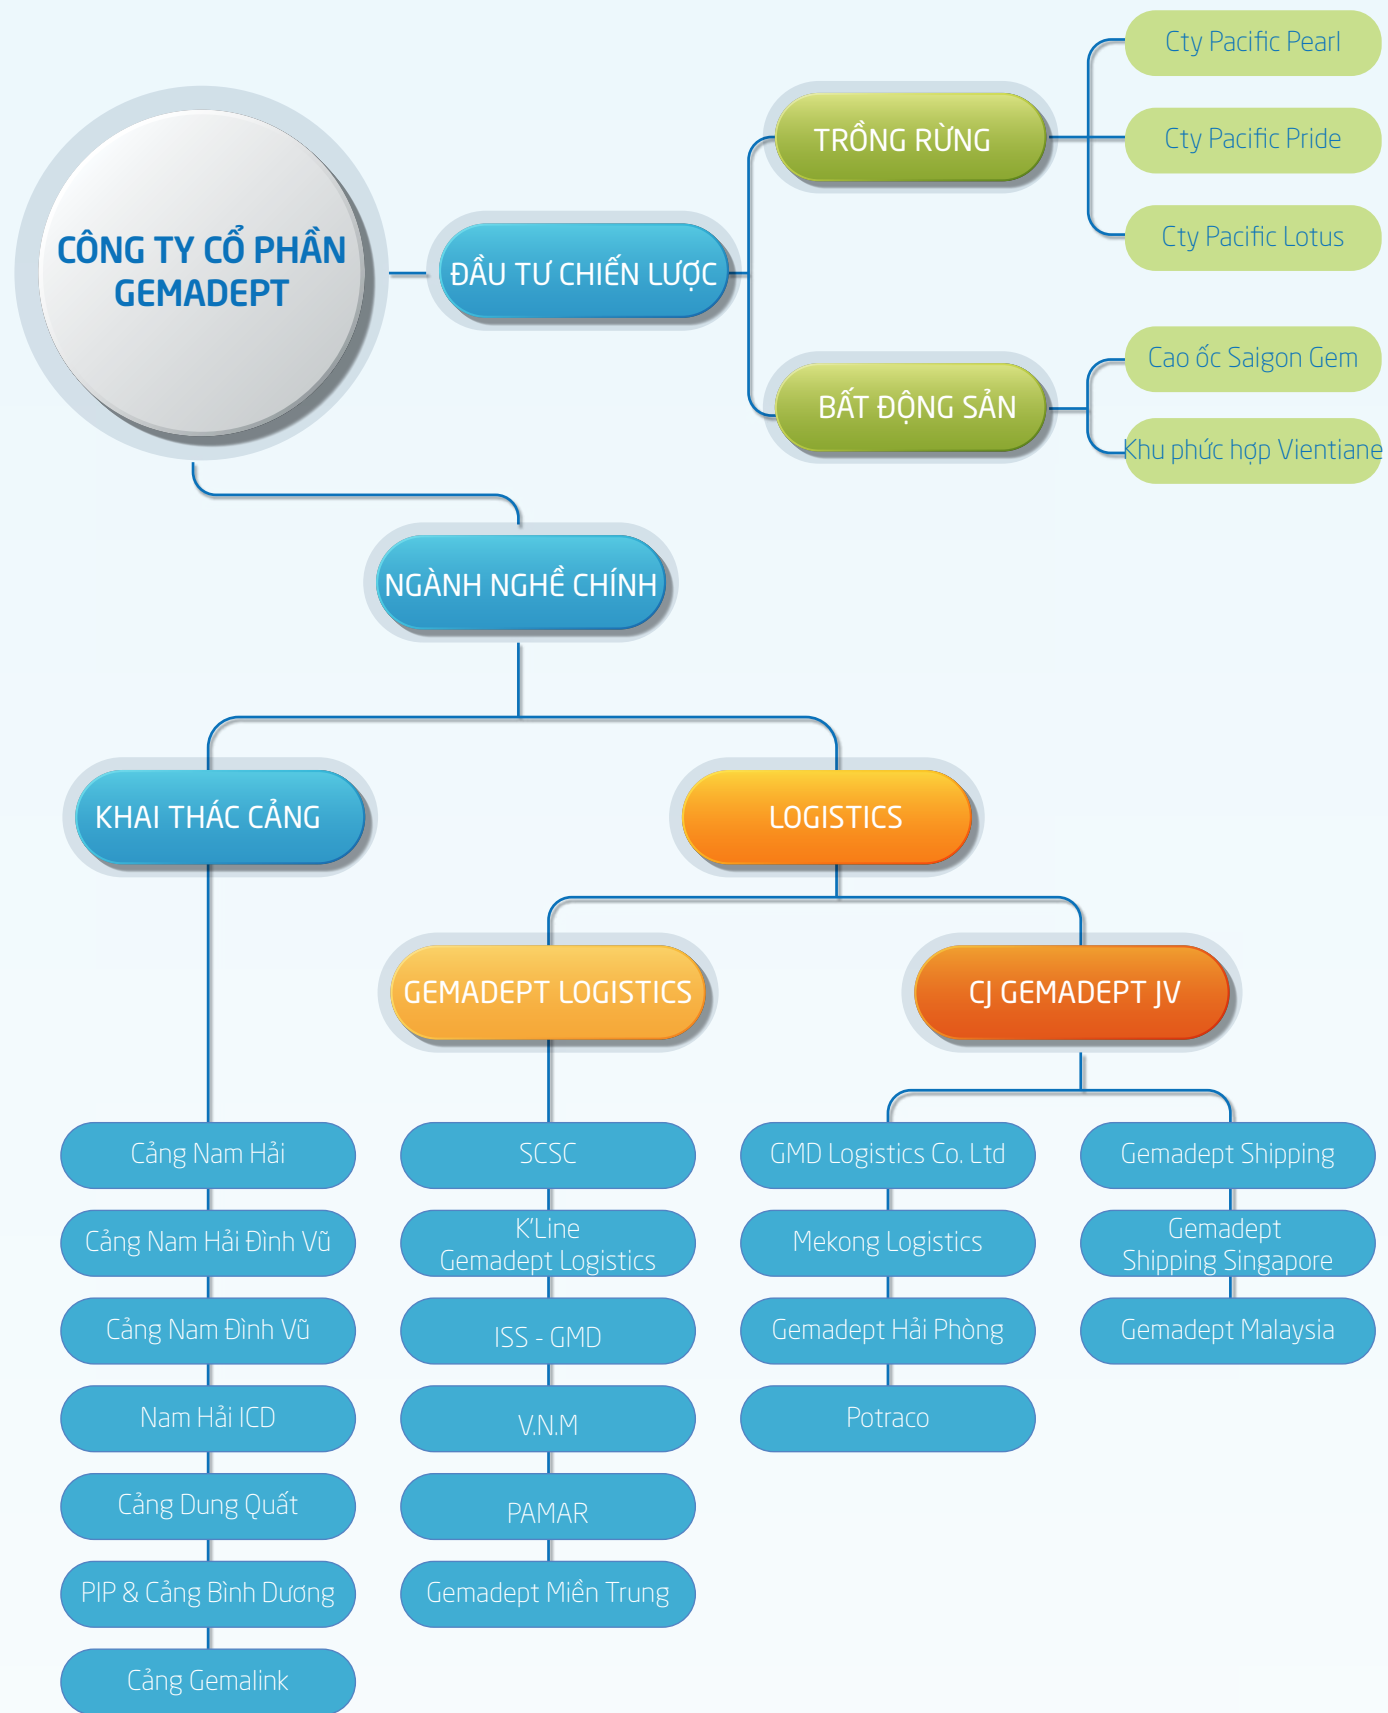 CÔNG TY CỔ PHẦN
GEMADEPT
ĐẦU TƯ CHIẾN LƯỢC
TRỒNG RỪNG
Cty Pacific Pearl
Cty Pacific Pride
Cty Pacific Lotus
BẤT ĐỘNG SẢN
Cao ốc Saigon Gem
Khu phức hợp Vientiane
NGÀNH NGHỀ CHÍNH
KHAI THÁC CẢNG
LOGISTICS
GEMADEPT LOGISTICS
CJ GEMADEPT JV
Cảng Nam Hải
Cảng Nam Hải Đình Vũ
Cảng Nam Đình Vũ
Nam Hải ICD
Cảng Dung Quất
PIP & Cảng Bình Dương
Cảng Gemalink
SCSC
K'Line
Gemadept Logistics
ISS - GMD
V.N.M
PAMAR
Gemadept Miền Trung
GMD Logistics Co. Ltd
Mekong Logistics
Gemadept Hải Phòng
Potraco
Gemadept Shipping
Gemadept
Shipping Singapore
Gemadept Malaysia